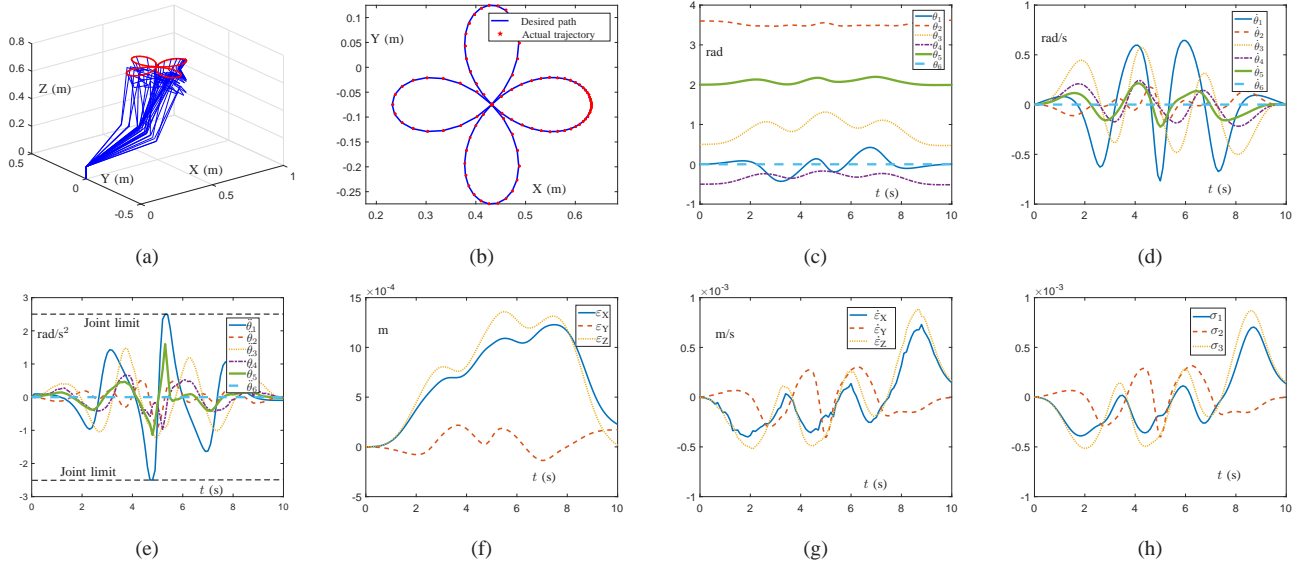 0.8
0.6
Z (m)
0.4
0.2
0
0.5
0
Y (m)
-0.5
0
X (m)
0.5
1
(a)
0.1
0.05
0
-0.05
-0.1
-0.15
-0.2
-0.25
Y (m)
Desired path
Actual trajectory
X (m)
0.2 0.3 0.4 0.5 0.6
(b)
4
3
2
1
0
-1
rad
θ1
θ2
θ3
θ4
θ5
θ6
t (s)
0 2 4 6 8 10
(c)
1
0.5
0
-0.5
-1
rad/s
θ̇1
θ̇2
θ̇3
θ̇4
θ̇5
θ̇6
t (s)
0 2 4 6 8 10
(d)
3
2
1
0
-1
-2
-3
Joint limit
rad/s²
θ̈1
θ̈2
θ̈3
θ̈4
θ̈5
θ̈6
Joint limit
t (s)
0 2 4 6 8 10
(e)
×10⁻⁴
15
10
5
0
-5
m
εX
εY
εZ
t (s)
0 2 4 6 8 10
(f)
×10⁻³
1
0.5
0
-0.5
-1
m/s
ε̇X
ε̇Y
ε̇Z
t (s)
0 2 4 6 8 10
(g)
×10⁻³
1
0.5
0
-0.5
-1
σ1
σ2
σ3
t (s)
0 2 4 6 8 10
(h)